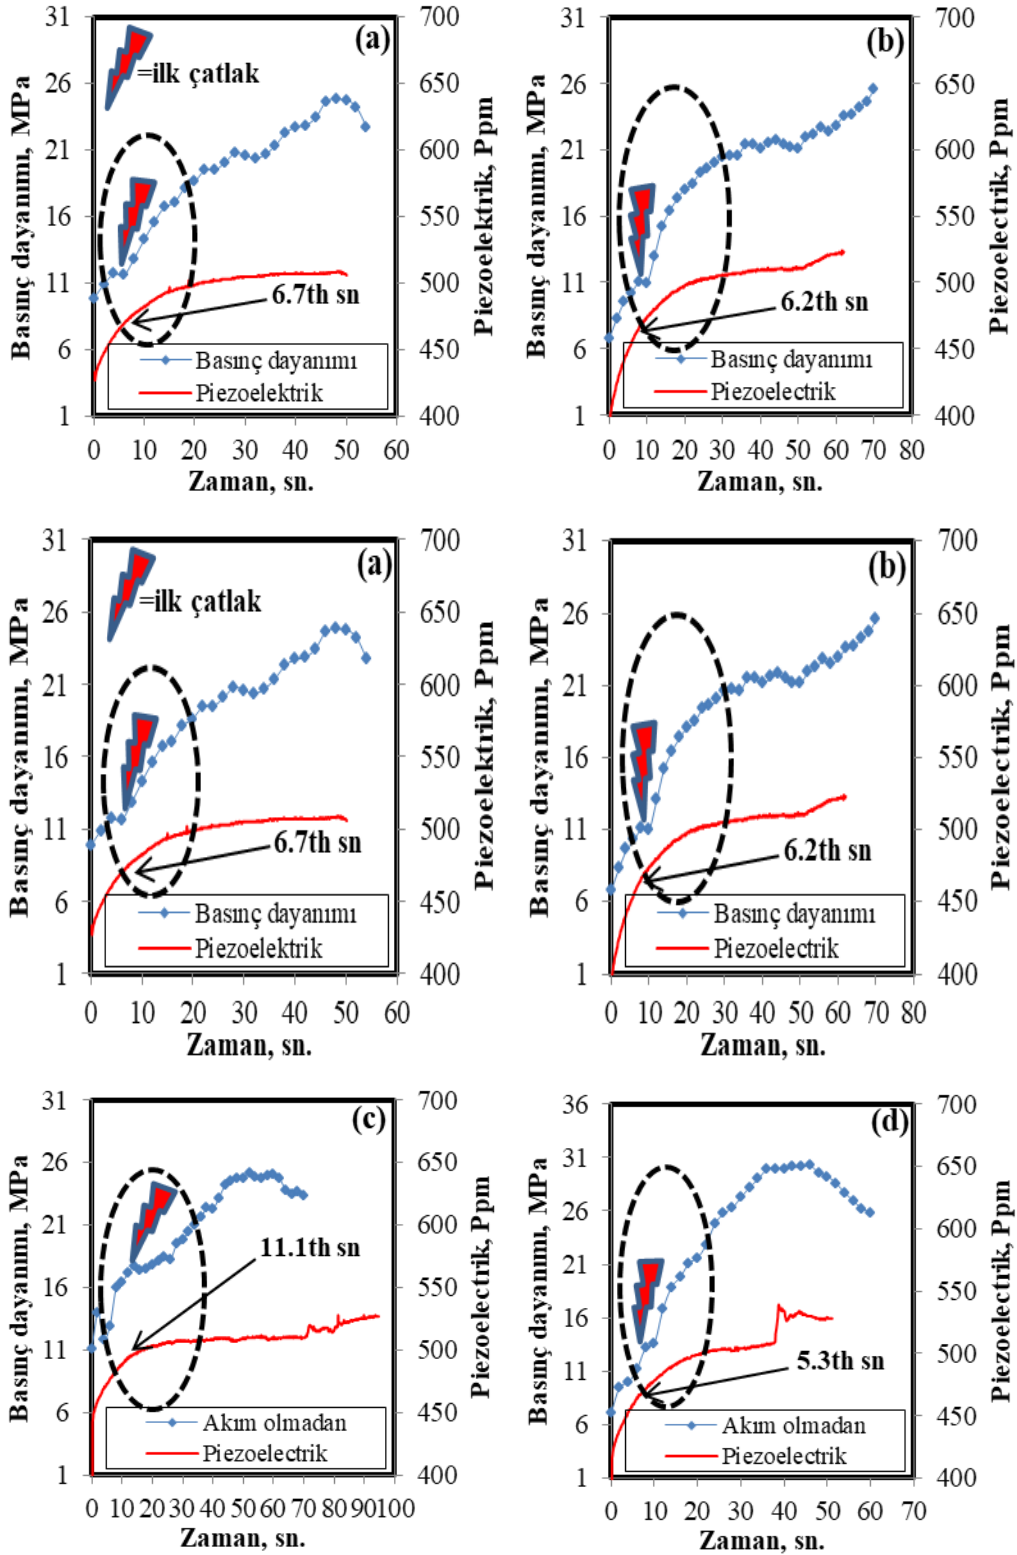 (a)
=ilk çatlak
Basınç dayanımı, MPa
31
26
21
16
11
6
1
700
650
600
550
500
450
400
Piezoelektrik, Ppm
6.7th sn
Basınç dayanımı
Piezoelektrik
0 10 20 30 40 50 60
Zaman, sn.
(b)
Basınç dayanımı, MPa
31
26
21
16
11
6
1
700
650
600
550
500
450
400
Piezoelectrik, Ppm
6.2th sn
Basınç dayanımı
Piezoelectrik
0 10 20 30 40 50 60 70 80
Zaman, sn.
(a)
=ilk çatlak
Basınç dayanımı, MPa
31
26
21
16
11
6
1
700
650
600
550
500
450
400
Piezoelektrik, Ppm
6.7th sn
Basınç dayanımı
Piezoelektrik
0 10 20 30 40 50 60
Zaman, sn.
(b)
Basınç dayanımı, MPa
31
26
21
16
11
6
1
700
650
600
550
500
450
400
Piezoelectrik, Ppm
6.2th sn
Basınç dayanımı
Piezoelectrik
0 10 20 30 40 50 60 70 80
Zaman, sn.
(c)
Basınç dayanımı, MPa
31
26
21
16
11
6
1
700
650
600
550
500
450
400
Piezoelectrik, Ppm
11.1th sn
Akım olmadan
Piezoelectrik
0 10 20 30 40 50 60 70 80 90 100
Zaman, sn.
(d)
Basınç dayanımı, MPa
36
31
26
21
16
11
6
1
700
650
600
550
500
450
400
Piezoelectrik, Ppm
5.3th sn
Akım olmadan
Piezoelectrik
0 10 20 30 40 50 60 70
Zaman, sn.